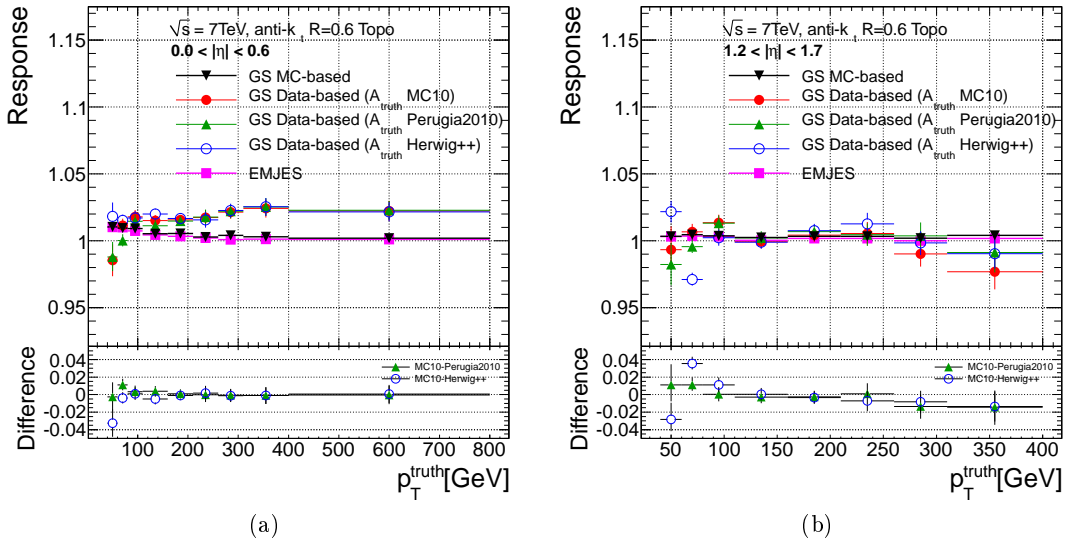 √s = 7TeV, anti-k_t R=0.6 Topo
0.0 < |η| < 0.6
GS MC-based
GS Data-based (A_truth MC10)
GS Data-based (A_truth Perugia2010)
GS Data-based (A_truth Herwig++)
EMJES
Response
1.15
1.1
1.05
1
0.95
Difference
0.04
0.02
0
-0.02
-0.04
MC10-Perugia2010
MC10-Herwig++
100 200 300 400 500 600 700 800
p_T^truth[GeV]
(a)
√s = 7TeV, anti-k_t R=0.6 Topo
1.2 < |η| < 1.7
GS MC-based
GS Data-based (A_truth MC10)
GS Data-based (A_truth Perugia2010)
GS Data-based (A_truth Herwig++)
EMJES
Response
1.15
1.1
1.05
1
0.95
Difference
0.04
0.02
0
-0.02
-0.04
MC10-Perugia2010
MC10-Herwig++
50 100 150 200 250 300 350 400
p_T^truth[GeV]
(b)